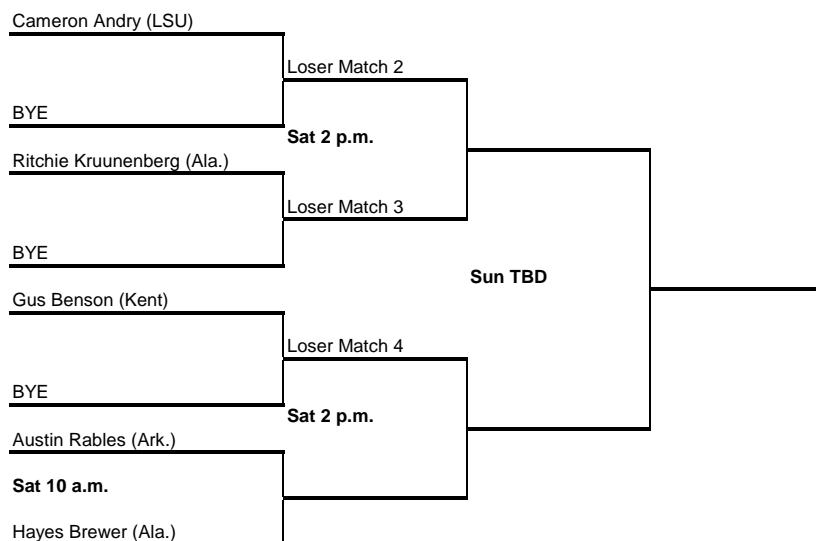 Cameron Andry (LSU)
Loser Match 2
BYE
Sat 2 p.m.
Ritchie Kruunenberg (Ala.)
Loser Match 3
BYE
Sun TBD
Gus Benson (Kent)
Loser Match 4
BYE
Sat 2 p.m.
Austin Rables (Ark.)
Sat 10 a.m.
Hayes Brewer (Ala.)